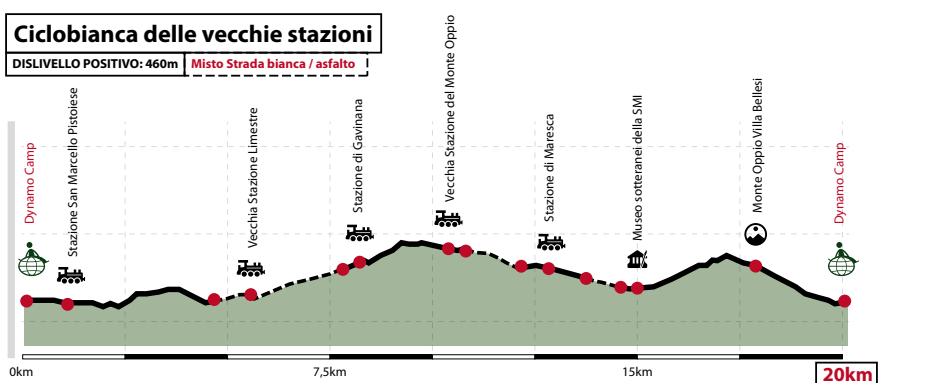 Ciclobianca delle vecchie stazioni
DISLIVELLO POSITIVO: 460m
Misto Strada bianca / asfalto
Dynamo Camp
Stazione San Marcello Pistoiese
Vecchia Stazione Limestre
Stazione di Gavinana
Vecchia Stazione del Monte Oppio
Stazione di Maresca
Museo sotteranei della SMI
Monte Oppio Villa Bellesi
Dynamo Camp
0km
7,5km
15km
20km